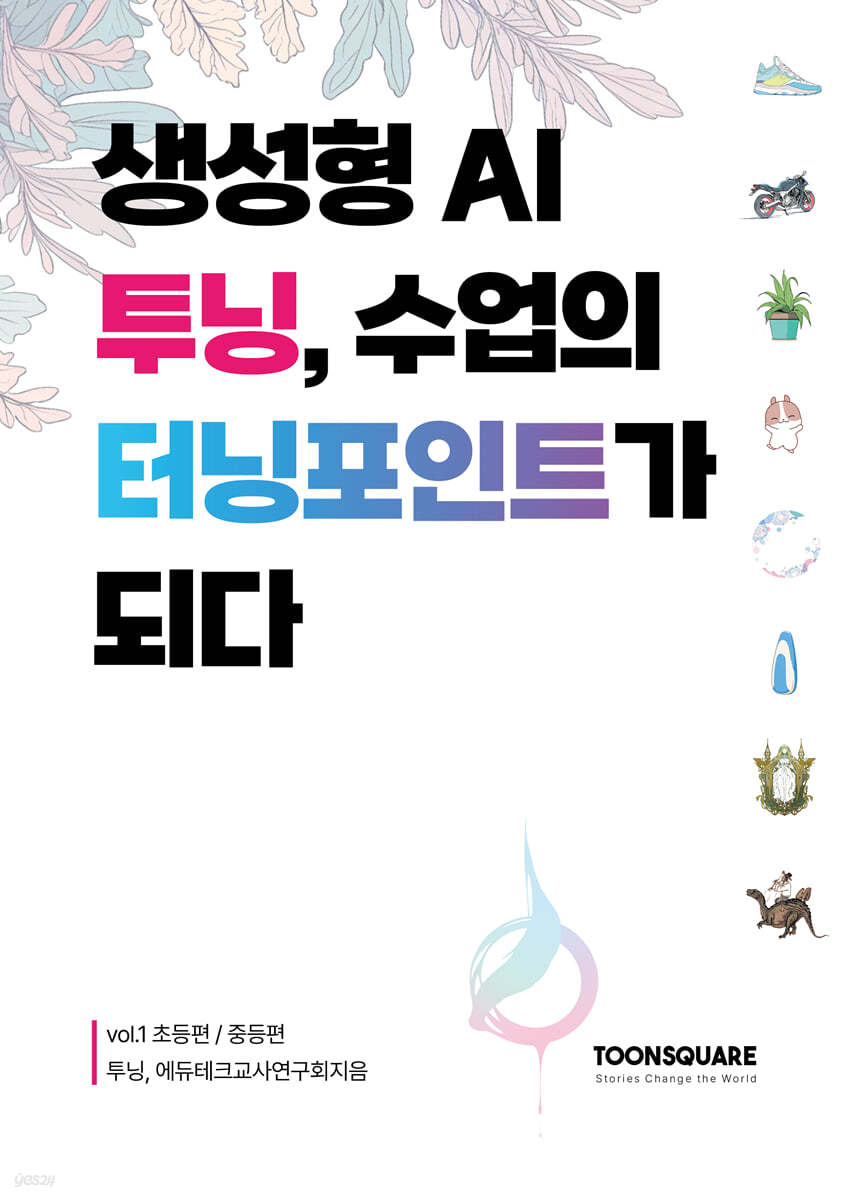 생성형 AI
투닝, 수업의
터닝포인트가
되다
vol.1 초등편 / 중등편
투닝, 에듀테크교사연구회지음
TOONSQUARE
Stories Change the World
yes24